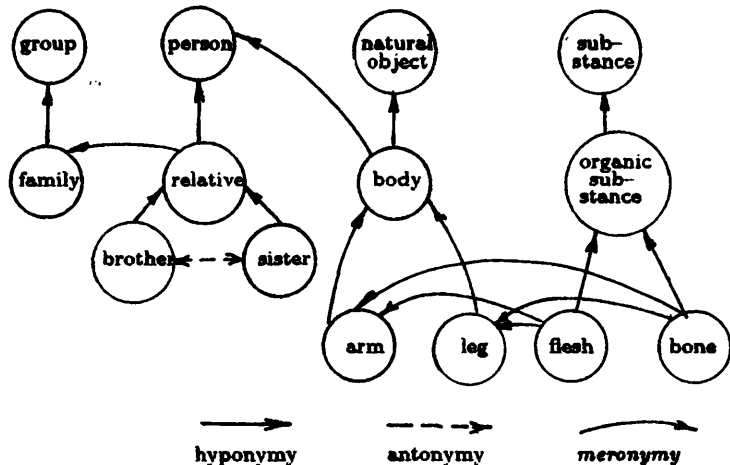 group
person
natural
object
sub-
stance
family
relative
body
organic
sub-
stance
brother
sister
arm
leg
flesh
bone
hyponymy
antonymy
meronymy